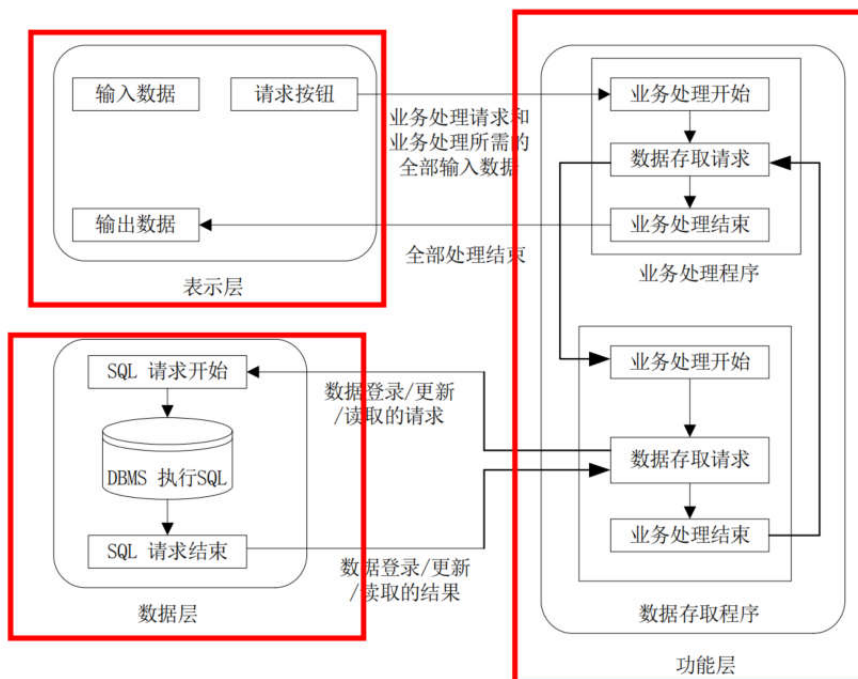 输入数据
请求按钮
输出数据
表示层
业务处理请求和
业务处理所需的
全部输入数据
全部处理结束
业务处理开始
数据存取请求
业务处理结束
业务处理程序
SQL 请求开始
DBMS 执行SQL
SQL 请求结束
数据层
数据登录/更新
/读取的请求
数据登录/更新
/读取的结果
业务处理开始
数据存取请求
业务处理结束
数据存取程序
功能层